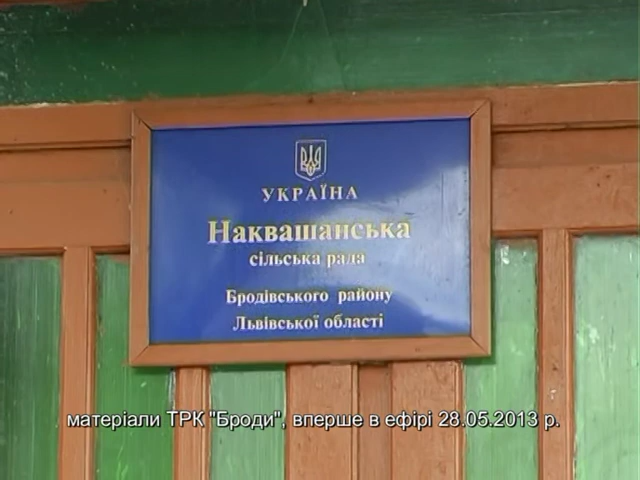 УКРАЇНА
Наквашанська
сільська рада
Бродівського району
Львівської області
матеріали ТРК "Броди", вперше в ефірі 28.05.2013 р.